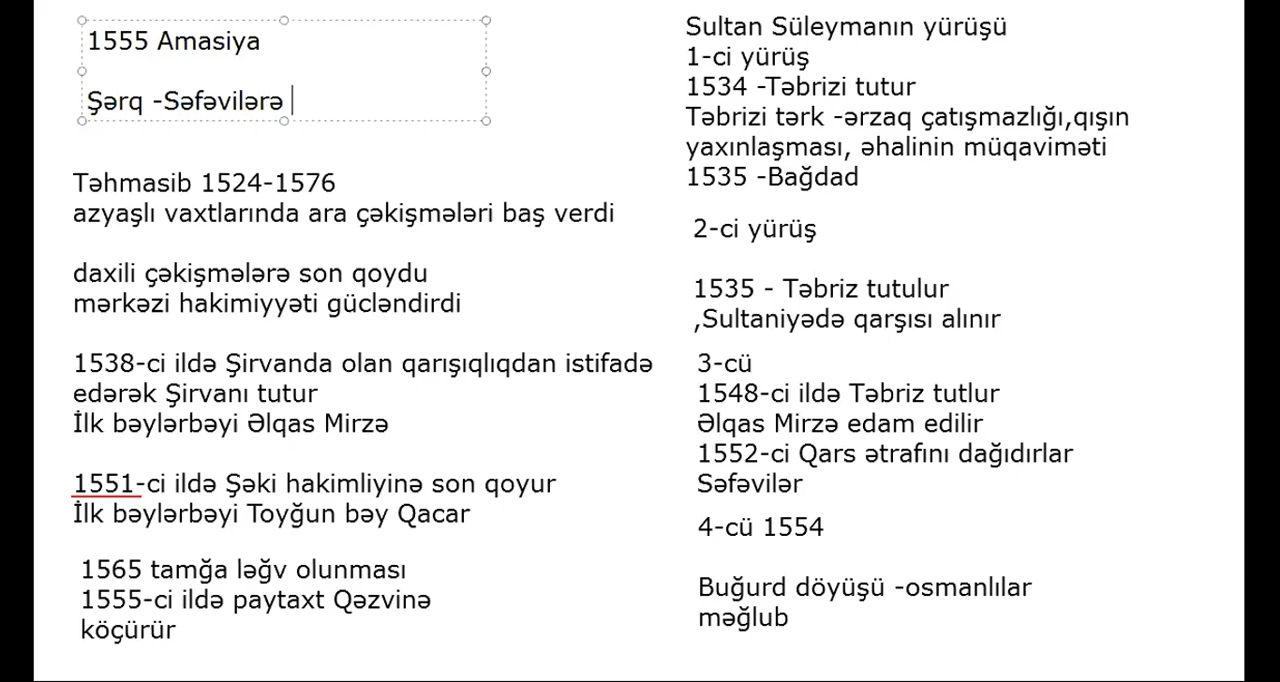 1555 Amasiya
Şərq -Səfəvilərə
Təhmasib 1524-1576
azyaşlı vaxtlarında ara çəkişmələri baş verdi
daxili çəkişmələrə son qoydu
mərkəzi hakimiyyəti gücləndirdi
1538-ci ildə Şirvanda olan qarışıqlıqdan istifadə
edərək Şirvanı tutur
İlk bəylərbəyi Əlqas Mirzə
1551-ci ildə Şəki hakimliyinə son qoyur
İlk bəylərbəyi Toyğun bəy Qacar
1565 tamğa ləğv olunması
1555-ci ildə paytaxt Qəzvinə
köçürür
Sultan Süleymanın yürüşü
1-ci yürüş
1534 -Təbrizi tutur
Təbrizi tərk -ərzaq çatışmazlığı,qışın
yaxınlaşması, əhalinin müqaviməti
1535 -Bağdad
2-ci yürüş
1535 - Təbriz tutulur
,Sultaniyədə qarşısı alınır
3-cü
1548-ci ildə Təbriz tutlur
Əlqas Mirzə edam edilir
1552-ci Qars ətrafını dağıdırlar
Səfəvilər
4-cü 1554
Buğurd döyüşü -osmanlılar
məğlub